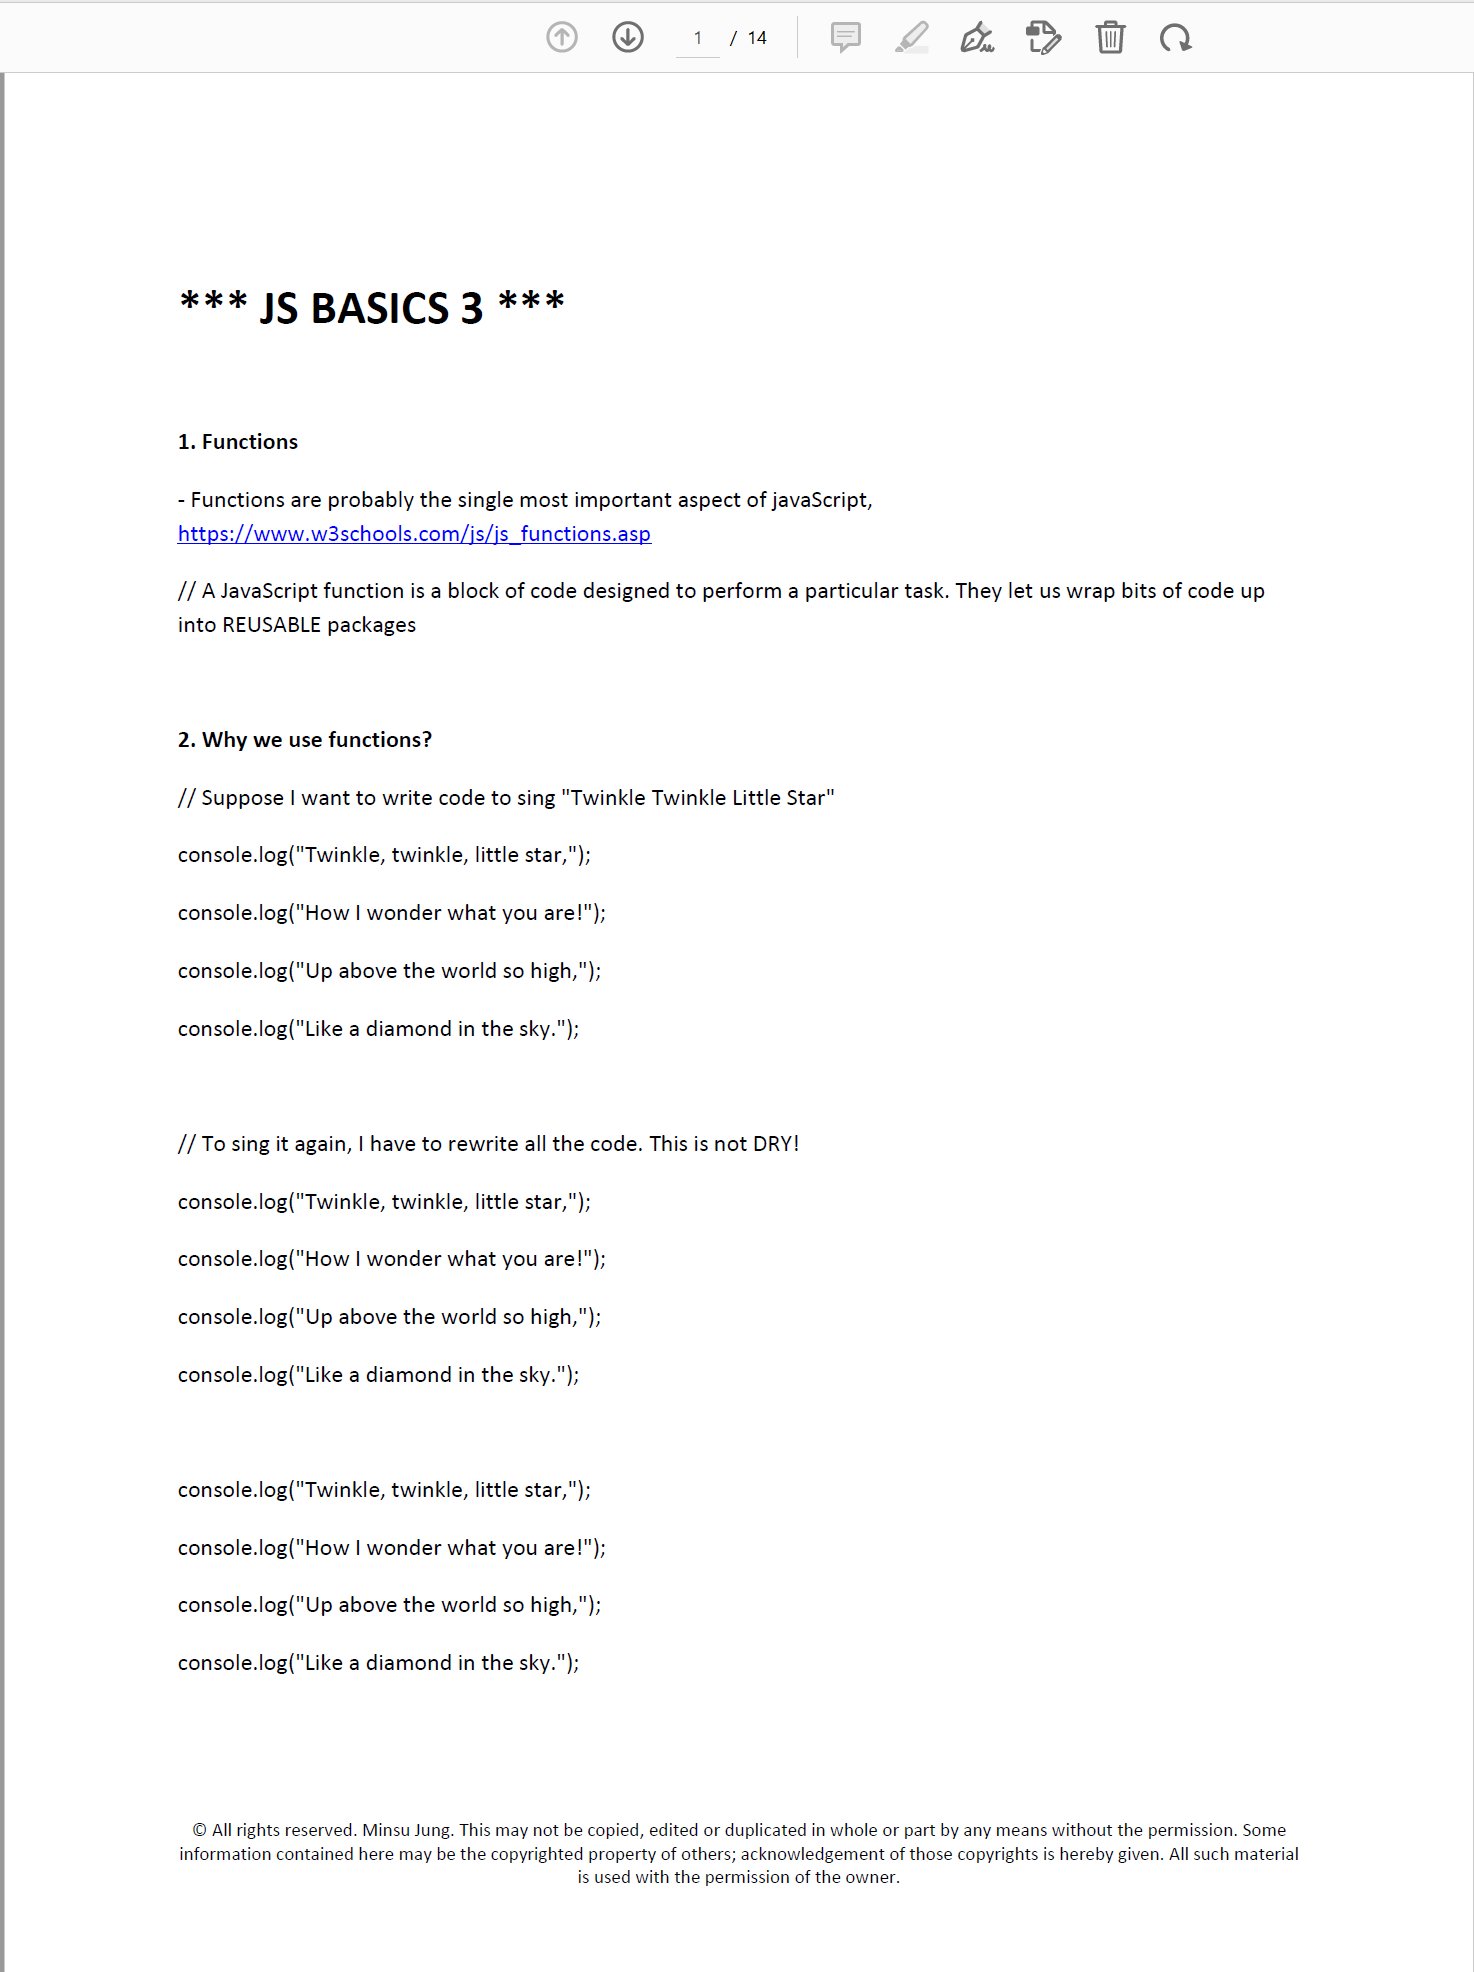 1 / 14
*** JS BASICS 3 ***
1. Functions
- Functions are probably the single most important aspect of javaScript,
https://www.w3schools.com/js/js_functions.asp
// A JavaScript function is a block of code designed to perform a particular task. They let us wrap bits of code up
into REUSABLE packages
2. Why we use functions?
// Suppose I want to write code to sing "Twinkle Twinkle Little Star"
console.log("Twinkle, twinkle, little star,");
console.log("How I wonder what you are!");
console.log("Up above the world so high,");
console.log("Like a diamond in the sky.");
// To sing it again, I have to rewrite all the code. This is not DRY!
console.log("Twinkle, twinkle, little star,");
console.log("How I wonder what you are!");
console.log("Up above the world so high,");
console.log("Like a diamond in the sky.");
console.log("Twinkle, twinkle, little star,");
console.log("How I wonder what you are!");
console.log("Up above the world so high,");
console.log("Like a diamond in the sky.");
© All rights reserved. Minsu Jung. This may not be copied, edited or duplicated in whole or part by any means without the permission. Some
information contained here may be the copyrighted property of others; acknowledgement of those copyrights is hereby given. All such material
is used with the permission of the owner.